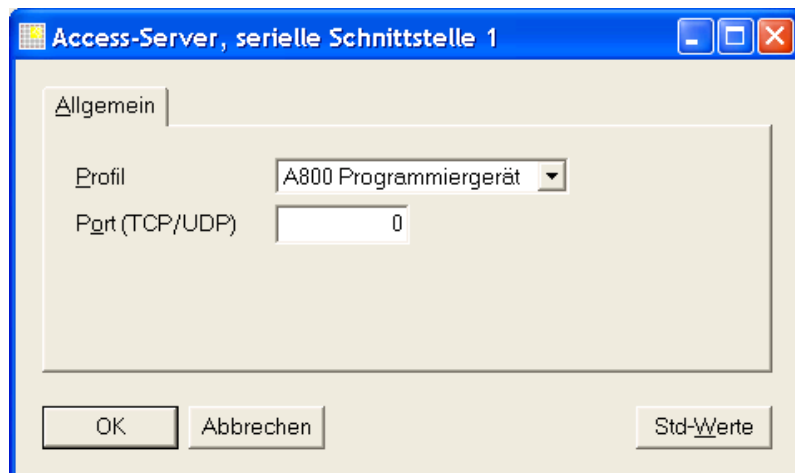 Access-Server, serielle Schnittstelle 1
Allgemein
Profil A800 Programmiergerät
Port (TCP/UDP) 0
OK Abbrechen Std-Werte